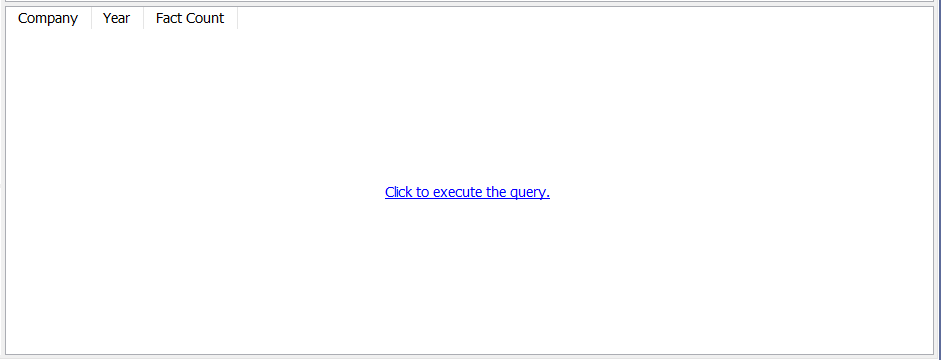 Company Year Fact Count
Click to execute the query.